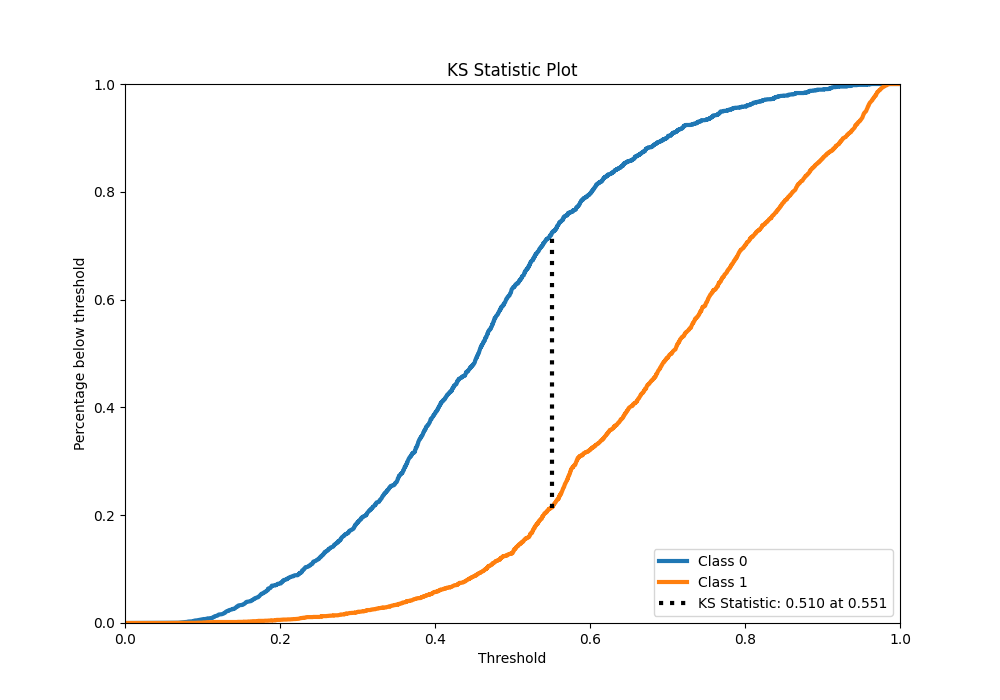 KS Statistic Plot
1.0
0.8
0.6
0.4
0.2
0.0
Percentage below threshold
0.0 0.2 0.4 0.6 0.8 1.0
Threshold
Class 0
Class 1
KS Statistic: 0.510 at 0.551